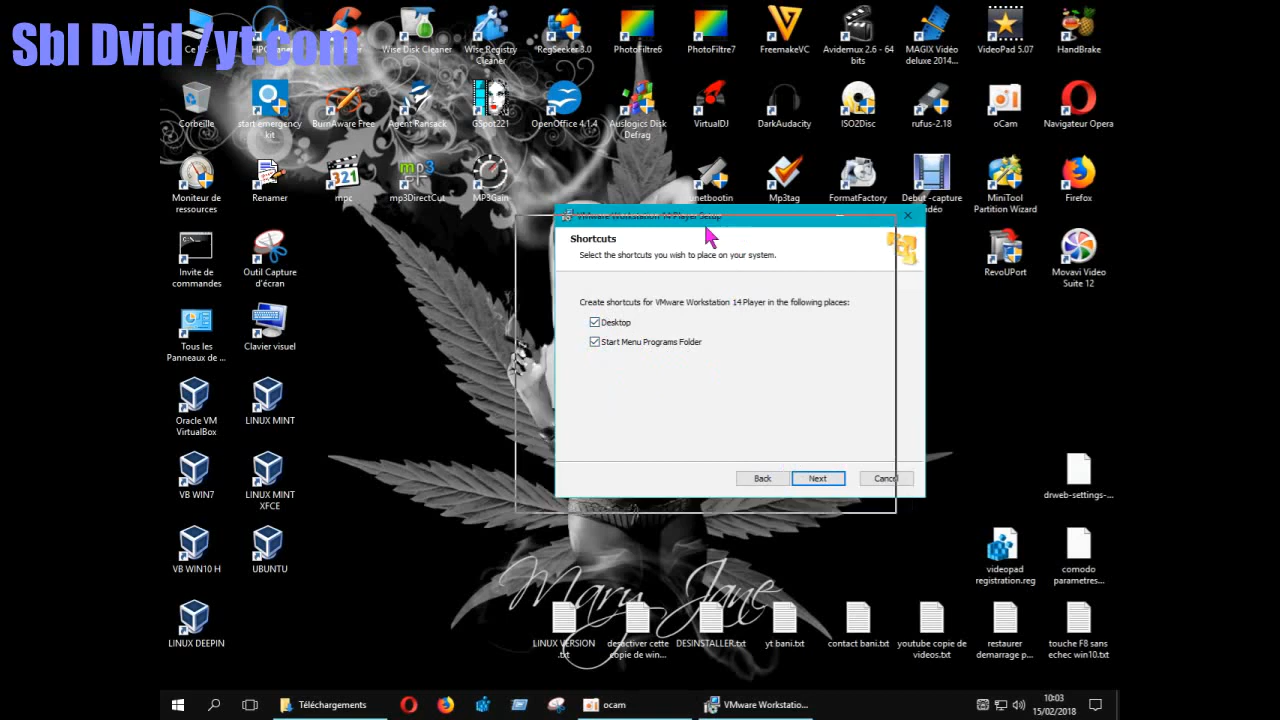 Sbl Dvid /yt.com
Wise Disk Cleaner
Wise Registry
Cleaner
RegSeeker 3.0
PhotoFiltre6
PhotoFiltre7
FreemakeVC
Avidemux 2.6 - 64
bits
MAGIX Vidéo
deluxe 2014...
VideoPad 5.07
HandBrake
Corbeille
start emergency
kit
BurnAware Free
Agent Ransack
GSpot221
OpenOffice 4.1.4
Auslogics Disk
Defrag
VirtualDJ
DarkAudacity
ISO2Disc
rufus-2.18
oCam
Navigateur Opera
Moniteur de
ressources
Renamer
mpc
mp3DirectCut
MP3Gain
unetbootin
Mp3tag
FormatFactory
Debut -capture
vidéo
MiniTool
Partition Wizard
Firefox
VMware Workstation 14 Player Setup
Shortcuts
Select the shortcuts you wish to place on your system.
Invite de
commandes
Outil Capture
d'écran
RevoUPort
Movavi Video
Suite 12
Create shortcuts for VMware Workstation 14 Player in the following places:
Desktop
Start Menu Programs Folder
Tous les
Panneaux de ...
Clavier visuel
Oracle VM
VirtualBox
LINUX MINT
Back
Next
Cancel
VB WIN7
LINUX MINT
XFCE
drweb-settings-...
VB WIN10 H
UBUNTU
videopad
registration.reg
comodo
parametres...
Mary Jane
LINUX DEEPIN
LINUX VERSION
.txt
desactiver cette
copie de win...
DESINSTALLER.txt
yt bani.txt
contact bani.txt
youtube copie de
videos.txt
restaurer
demarrage p...
touche F8 sans
echec win10.txt
Téléchargements
ocam
VMware Workstatio...
10:03
15/02/2018